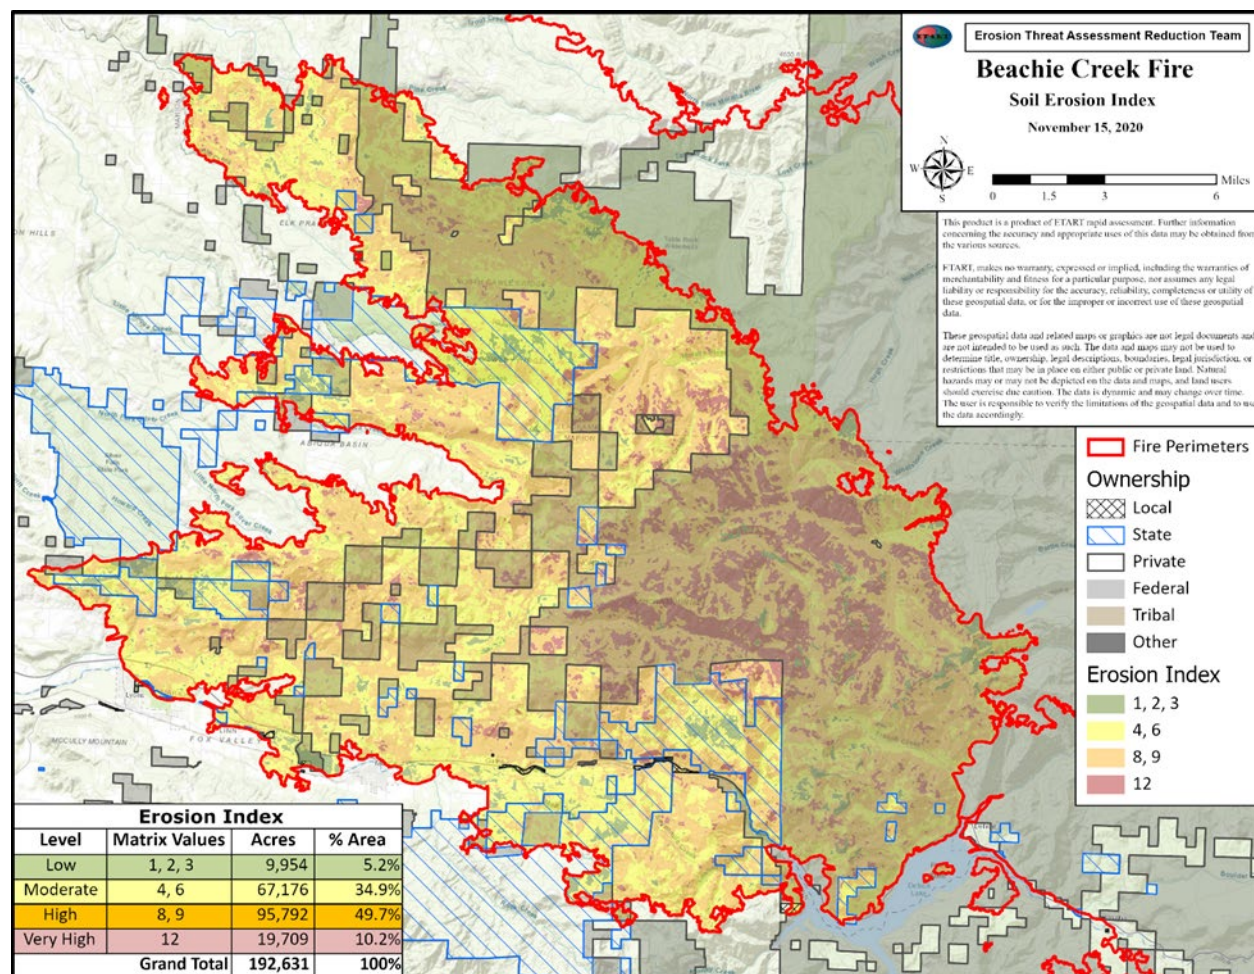 ETART
Erosion Threat Assessment Reduction Team
Beachie Creek Fire
Soil Erosion Index
November 15, 2020
N
W
E
S
Miles
0
1.5
3
6
This product is a product of ETART rapid assessment. Further information
concerning the accuracy and appropriate uses of this data may be obtained from
the various sources.
ETART, makes no warranty, expressed or implied, including the warranties of
merchantability and fitness for a particular purpose, nor assumes any legal
liability or responsibility for the accuracy, reliability, completeness or utility of
these geospatial data, or for the improper or incorrect use of these geospatial
data.
These geospatial data and related maps or graphics are not legal documents and
are not intended to be used as such. The data and maps may not be used to
determine title, ownership, legal descriptions, boundaries, legal jurisdiction, or
restrictions that may be in place on either public or private land. Natural
hazards may or may not be depicted on the data and maps, and land users
should exercise due caution. The data is dynamic and may change over time.
The user is responsible to verify the limitations of the geospatial data and to use
the data accordingly.
Fire Perimeters
Ownership
Local
State
Private
Federal
Tribal
Other
Erosion Index
1, 2, 3
4, 6
8, 9
12
ABIQUA BASIN
MARION
FOX VALLEY
MCCULLY MOUNTAIN
Lyons
LINN
Erosion Index
Level Matrix Values Acres % Area
Low 1, 2, 3 9,954 5.2%
Moderate 4, 6 67,176 34.9%
High 8, 9 95,792 49.7%
Very High 12 19,709 10.2%
Grand Total 192,631 100%